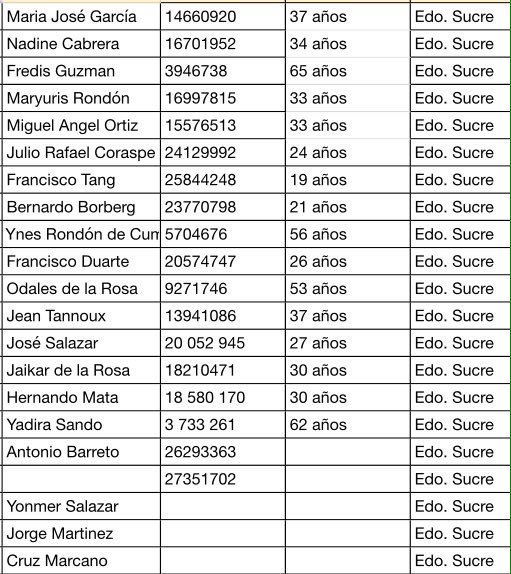 Maria José García 14660920 37 años Edo. Sucre
Nadine Cabrera 16701952 34 años Edo. Sucre
Fredis Guzman 3946738 65 años Edo. Sucre
Maryuris Rondón 16997815 33 años Edo. Sucre
Miguel Angel Ortiz 15576513 33 años Edo. Sucre
Julio Rafael Coraspe 24129992 24 años Edo. Sucre
Francisco Tang 25844248 19 años Edo. Sucre
Bernardo Borberg 23770798 21 años Edo. Sucre
Ynes Rondón de Cum 5704676 56 años Edo. Sucre
Francisco Duarte 20574747 26 años Edo. Sucre
Odales de la Rosa 9271746 53 años Edo. Sucre
Jean Tannoux 13941086 37 años Edo. Sucre
José Salazar 20 052 945 27 años Edo. Sucre
Jaikar de la Rosa 18210471 30 años Edo. Sucre
Hernando Mata 18 580 170 30 años Edo. Sucre
Yadira Sando 3 733 261 62 años Edo. Sucre
Antonio Barreto 26293363 Edo. Sucre
27351702 Edo. Sucre
Yonmer Salazar Edo. Sucre
Jorge Martinez Edo. Sucre
Cruz Marcano Edo. Sucre